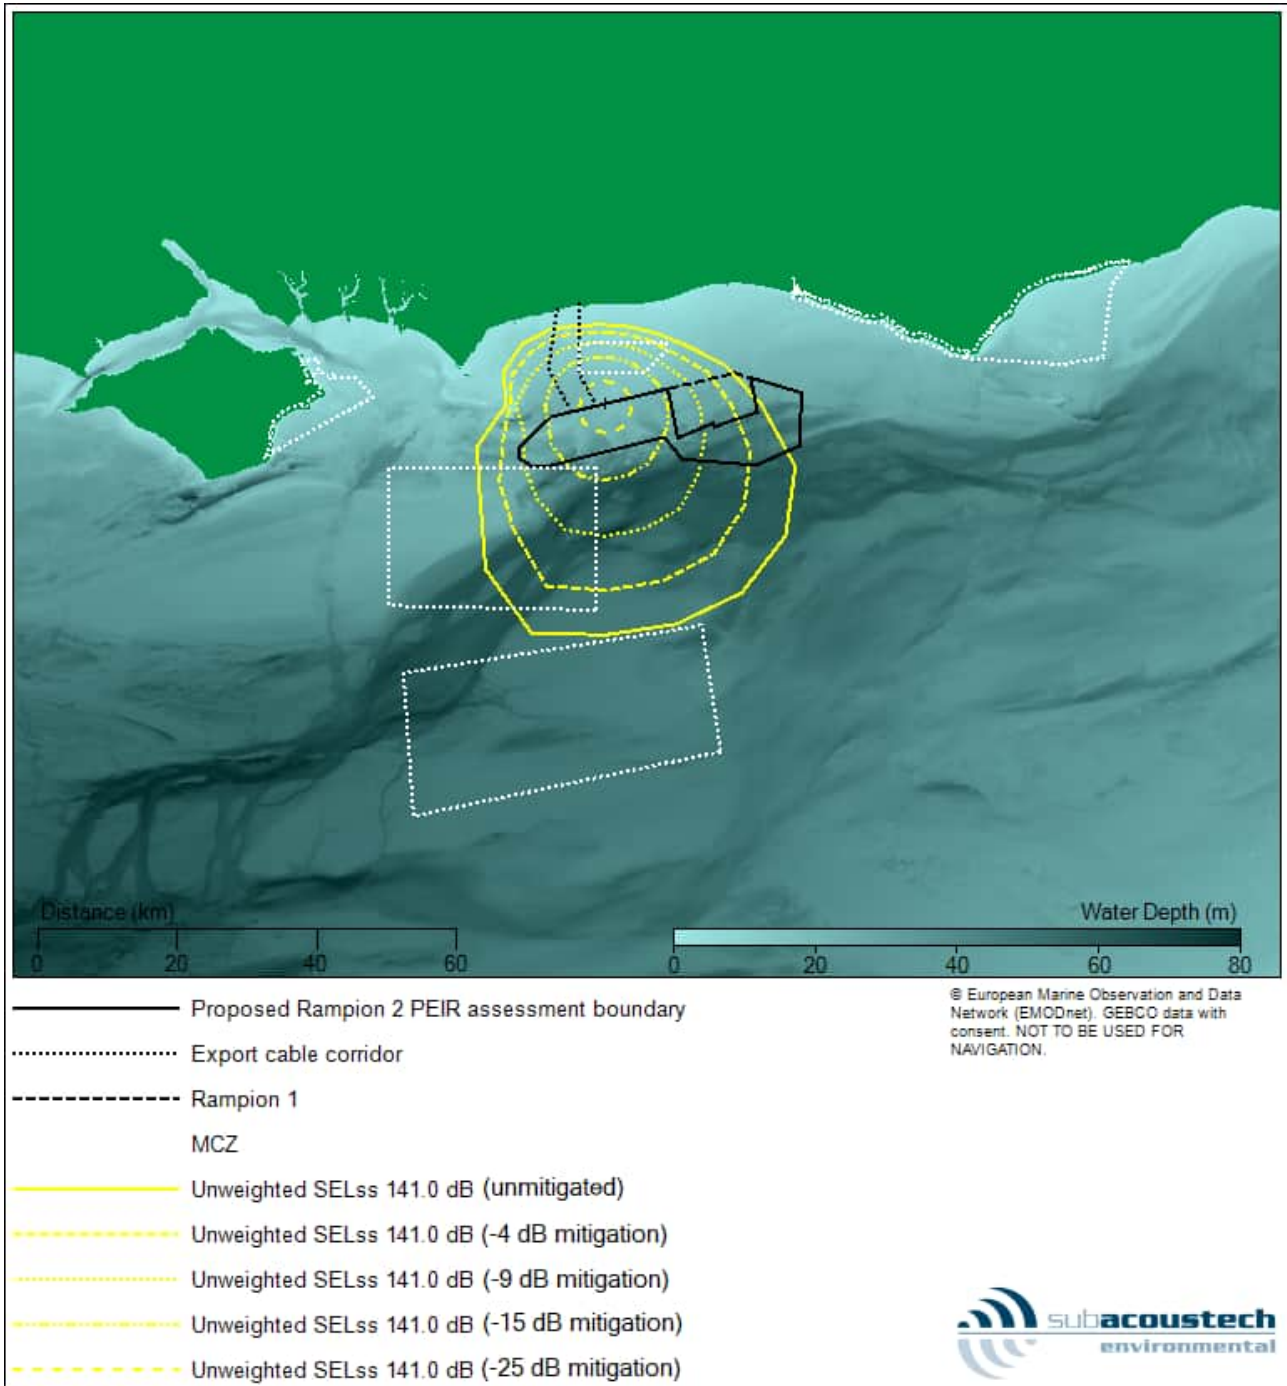 Distance (km)
0 20 40 60
Water Depth (m)
0 20 40 60 80
Proposed Rampion 2 PEIR assessment boundary
Export cable corridor
Rampion 1
MCZ
Unweighted SELss 141.0 dB (unmitigated)
Unweighted SELss 141.0 dB (-4 dB mitigation)
Unweighted SELss 141.0 dB (-9 dB mitigation)
Unweighted SELss 141.0 dB (-15 dB mitigation)
Unweighted SELss 141.0 dB (-25 dB mitigation)
© European Marine Observation and Data
Network (EMODnet). GEBCO data with
consent. NOT TO BE USED FOR
NAVIGATION.
subacoustech
environmental